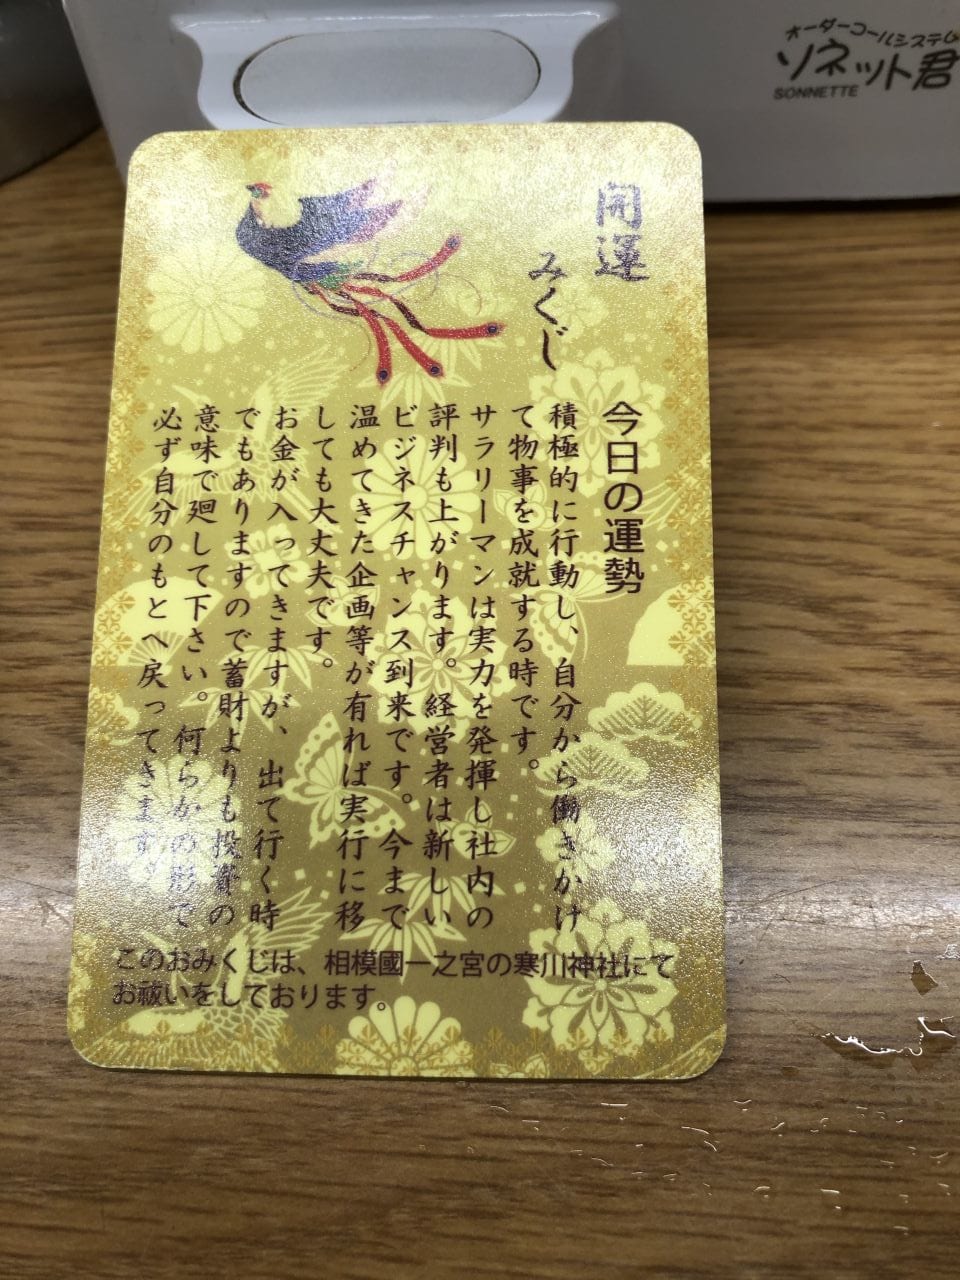 オーダーコールシステム
ソネット君
SONNETTE
開運
みくじ
今日の運勢
積極的に行動し、自分から働きかけ
て物事を成就する時です。
サラリーマンは実力を発揮し社内の
評判も上がります。経営者は新しい
ビジネスチャンス到来です。今まで
温めてきた企画等が有れば実行に移
しても大丈夫です。
お金が入ってきますが、出て行く時
でもありますので蓄財よりも投資の
意味で廻して下さい。何らかの形で
必ず自分のもとへ戻ってきます。
このおみくじは、相模國一之宮の寒川神社にて
お祓いをしております。